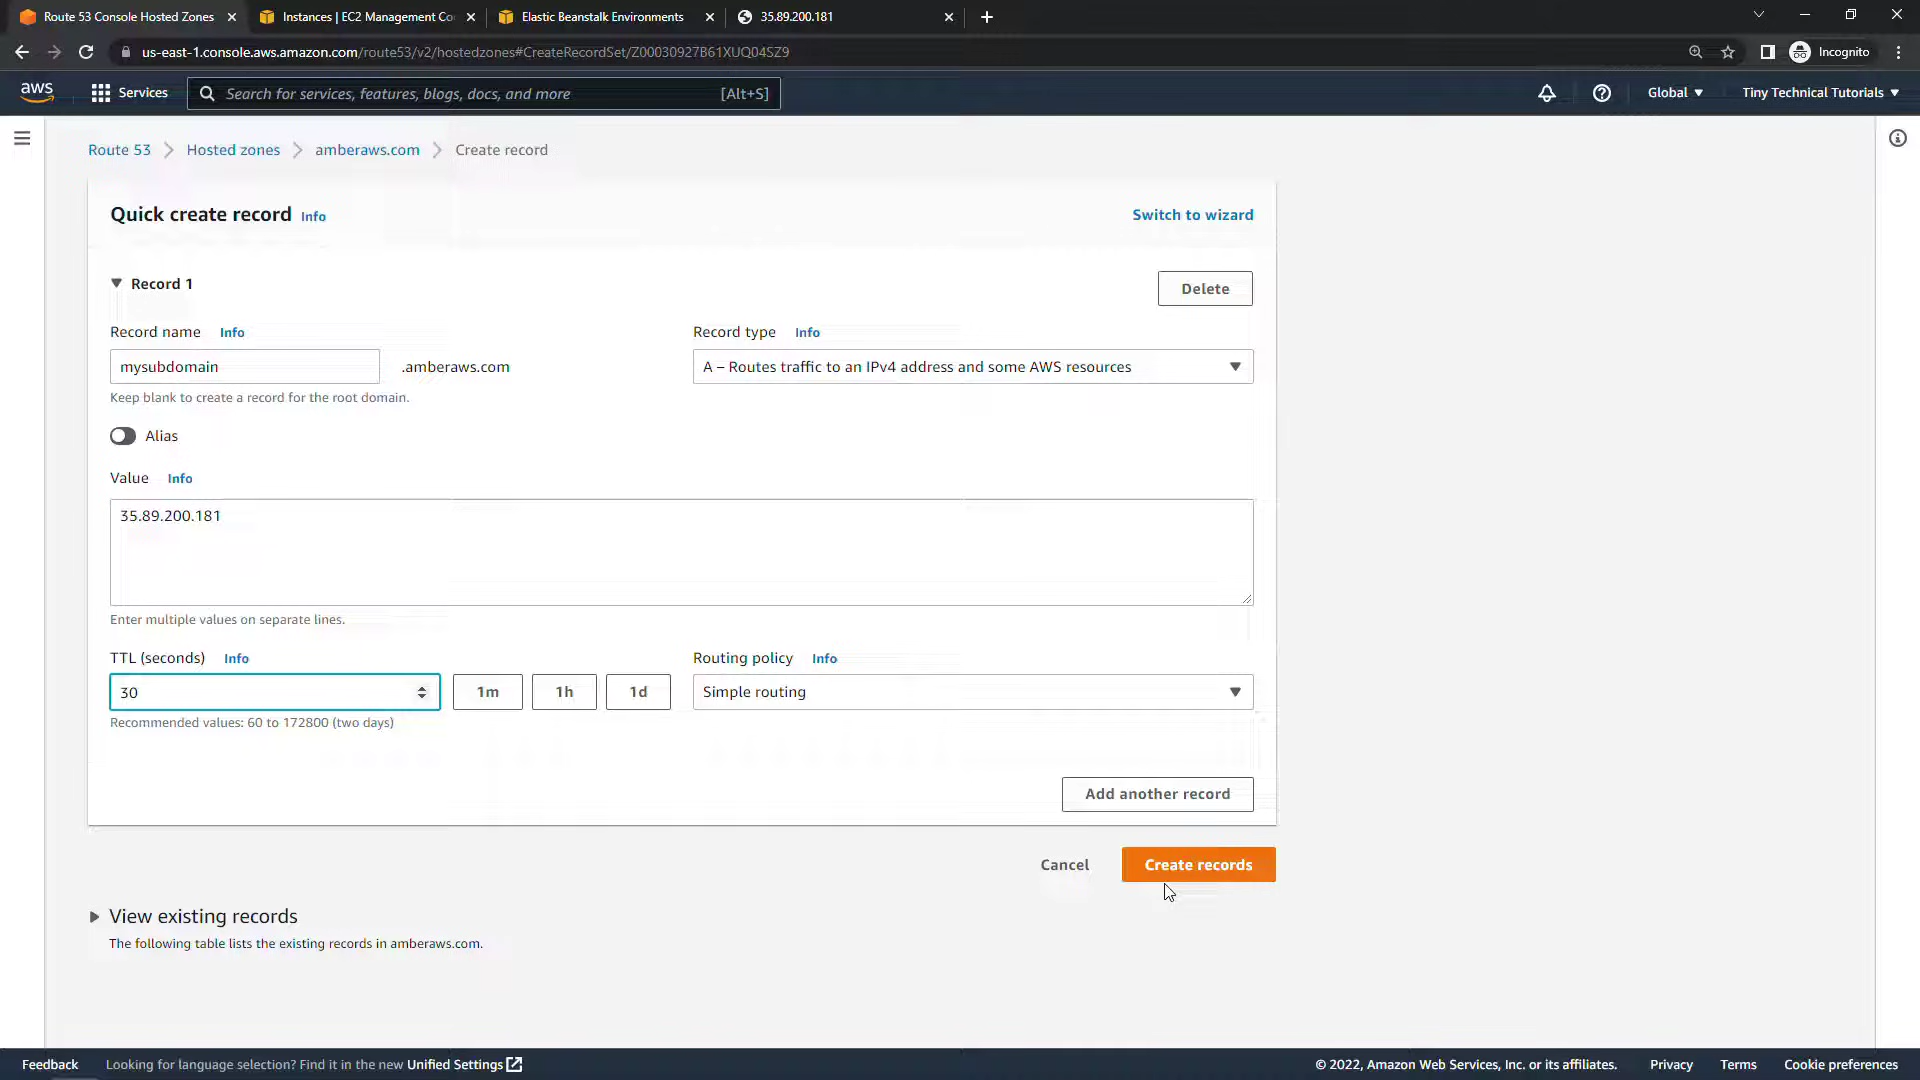 Route 53 Console Hosted Zones
Instances | EC2 Management Co
Elastic Beanstalk Environments
35.89.200.181
us-east-1.console.aws.amazon.com/route53/v2/hostedzones#CreateRecordSet/Z00030927B61XUQ04SZ9
Incognito
aws
Services
Search for services, features, blogs, docs, and more
[Alt+S]
Global
Tiny Technical Tutorials
Route 53
Hosted zones
amberaws.com
Create record
Quick create record Info
Switch to wizard
Record 1
Delete
Record name Info
Record type Info
mysubdomain
.amberaws.com
A – Routes traffic to an IPv4 address and some AWS resources
Keep blank to create a record for the root domain.
Alias
Value Info
35.89.200.181
Enter multiple values on separate lines.
TTL (seconds) Info
Routing policy Info
30
1m
1h
1d
Simple routing
Recommended values: 60 to 172800 (two days)
Add another record
Cancel
Create records
View existing records
The following table lists the existing records in amberaws.com.
Feedback
Looking for language selection? Find it in the new Unified Settings
© 2022, Amazon Web Services, Inc. or its affiliates.
Privacy
Terms
Cookie preferences